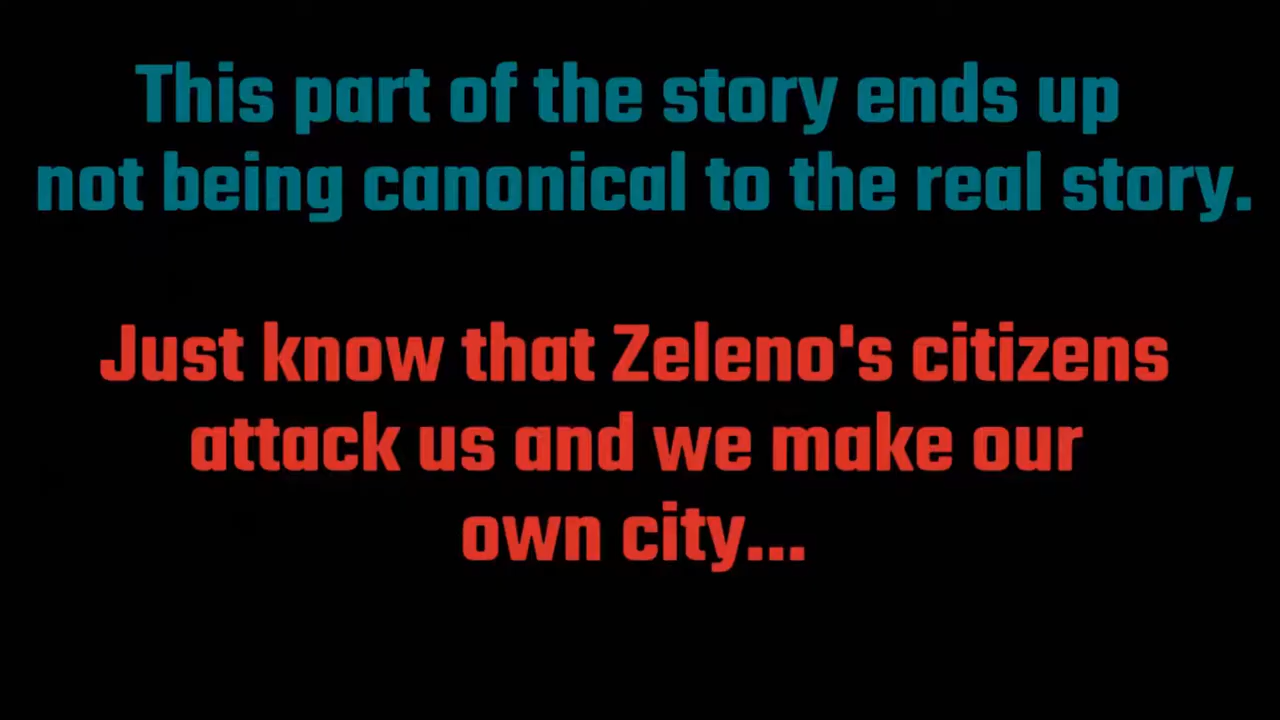 This part of the story ends up
not being canonical to the real story.
Just know that Zeleno's citizens
attack us and we make our
own city...